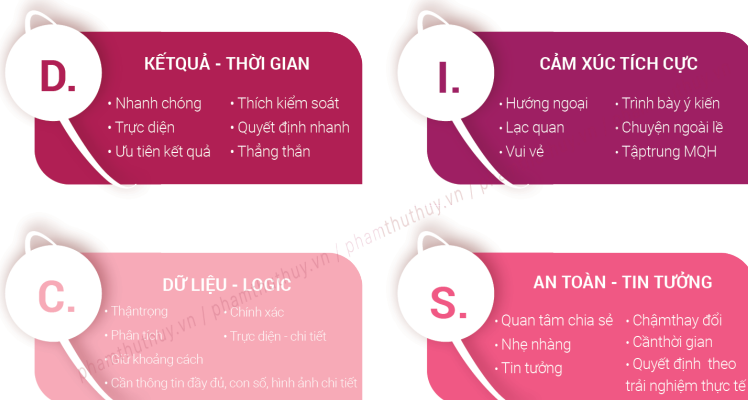 D.
KẾTQUẢ - THỜI GIAN
• Nhanh chóng
• Trực diện
• Ưu tiên kết quả
• Thích kiểm soát
• Quyết định nhanh
• Thẳng thắn
I.
CẢM XÚC TÍCH CỰC
• Hướng ngoại
• Lạc quan
• Vui vẻ
• Trình bày ý kiến
• Chuyện ngoài lề
• Tậptrung MQH
C.
DỮ LIỆU - LOGIC
• Thậntrọng
• Phân tích
• Giữ khoảng cách
• Chính xác
• Trực diện - chi tiết
• Cần thông tin đầy đủ, con số, hình ảnh chi tiết
S.
AN TOÀN - TIN TƯỞNG
• Quan tâm chia sẻ
• Nhẹ nhàng
• Tin tưởng
• Chậmthay đổi
• Cầnthời gian
• Quyết định theo
trải nghiệm thực tế
phamthuthuy.vn / phamthuthuy.vn / phamthuthuy.vn /